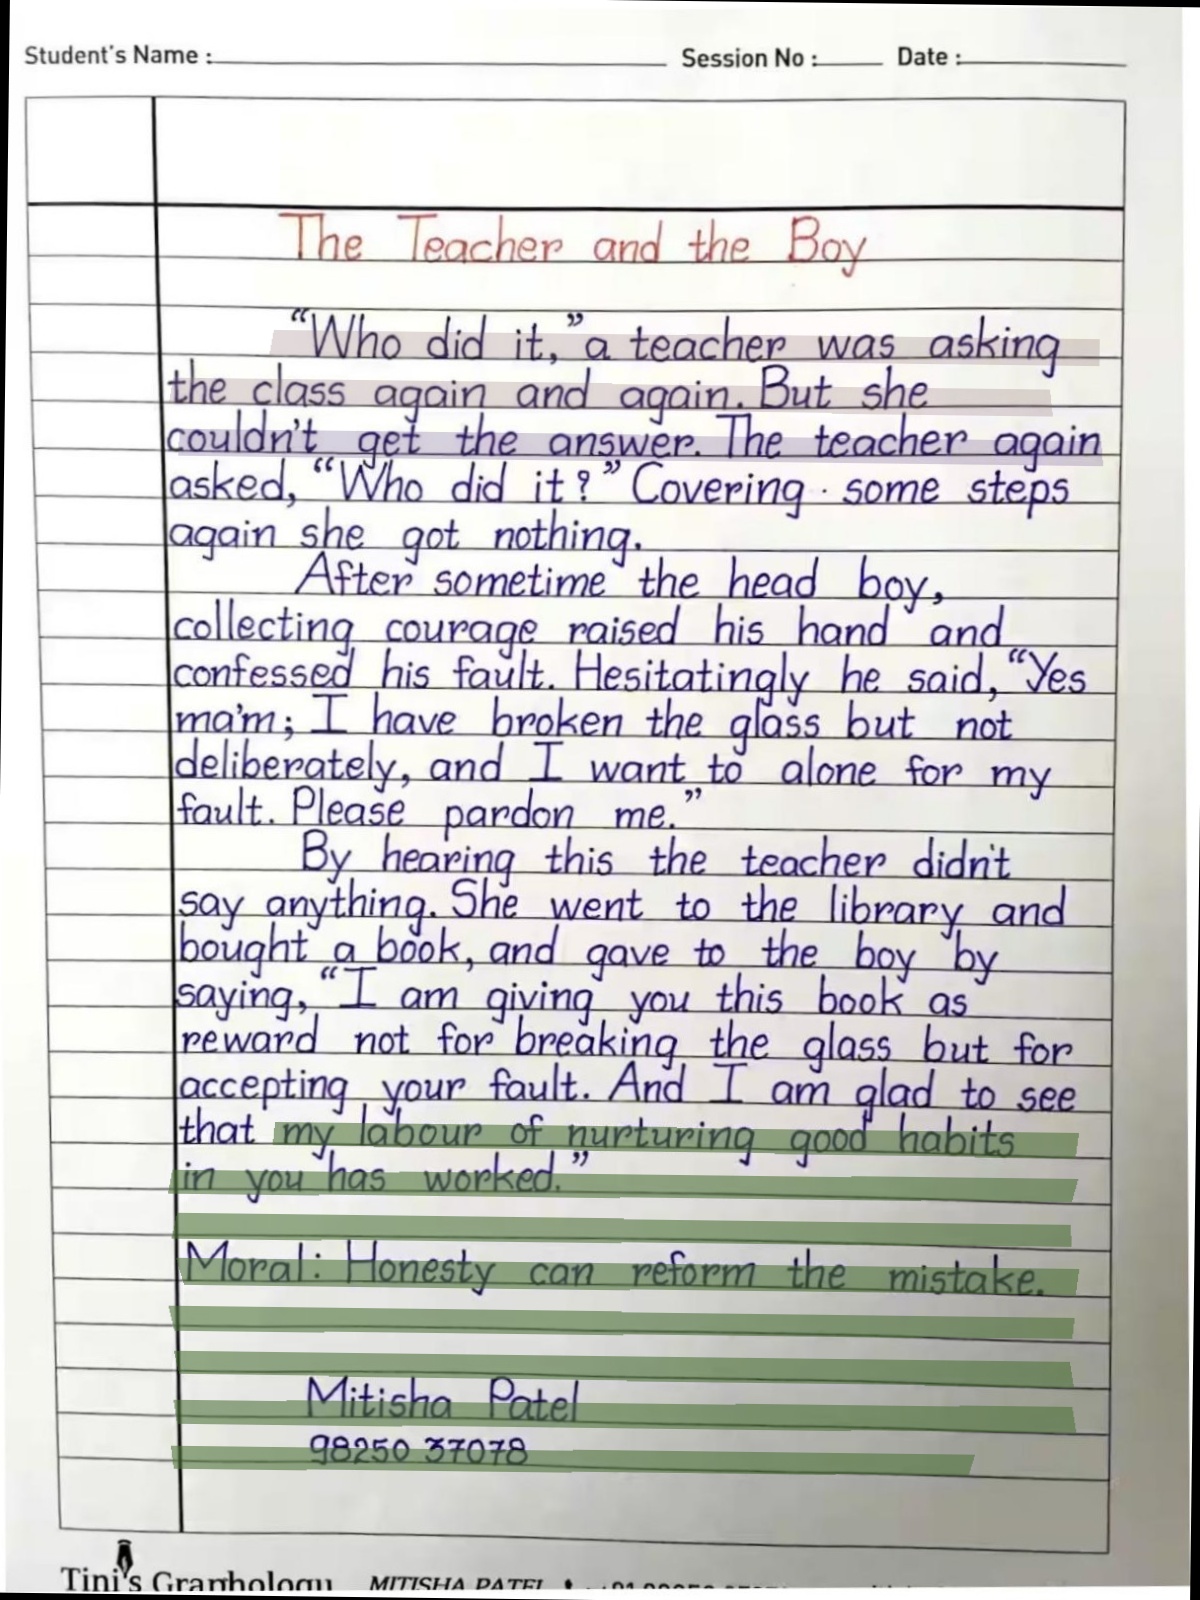 Student's Name : Session No : Date :
The Teacher and the Boy
"Who did it," a teacher was asking
the class again and again. But she
couldn't get the answer. The teacher again
asked, "Who did it?" Covering some steps
again she got nothing.
After sometime the head boy,
collecting courage raised his hand and
confessed his fault. Hesitatingly he said, "Yes
ma'm; I have broken the glass but not
deliberately, and I want to alone for my
fault. Please pardon me."
By hearing this the teacher didn't
say anything. She went to the library and
bought a book, and gave to the boy by
saying, "I am giving you this book as
reward not for breaking the glass but for
accepting your fault. And I am glad to see
that my labour of nurturing good habits
in you has worked."
Moral: Honesty can reform the mistake.
Mitisha Patel
98250 37078
Tini's Graphology MITISHA PATEL